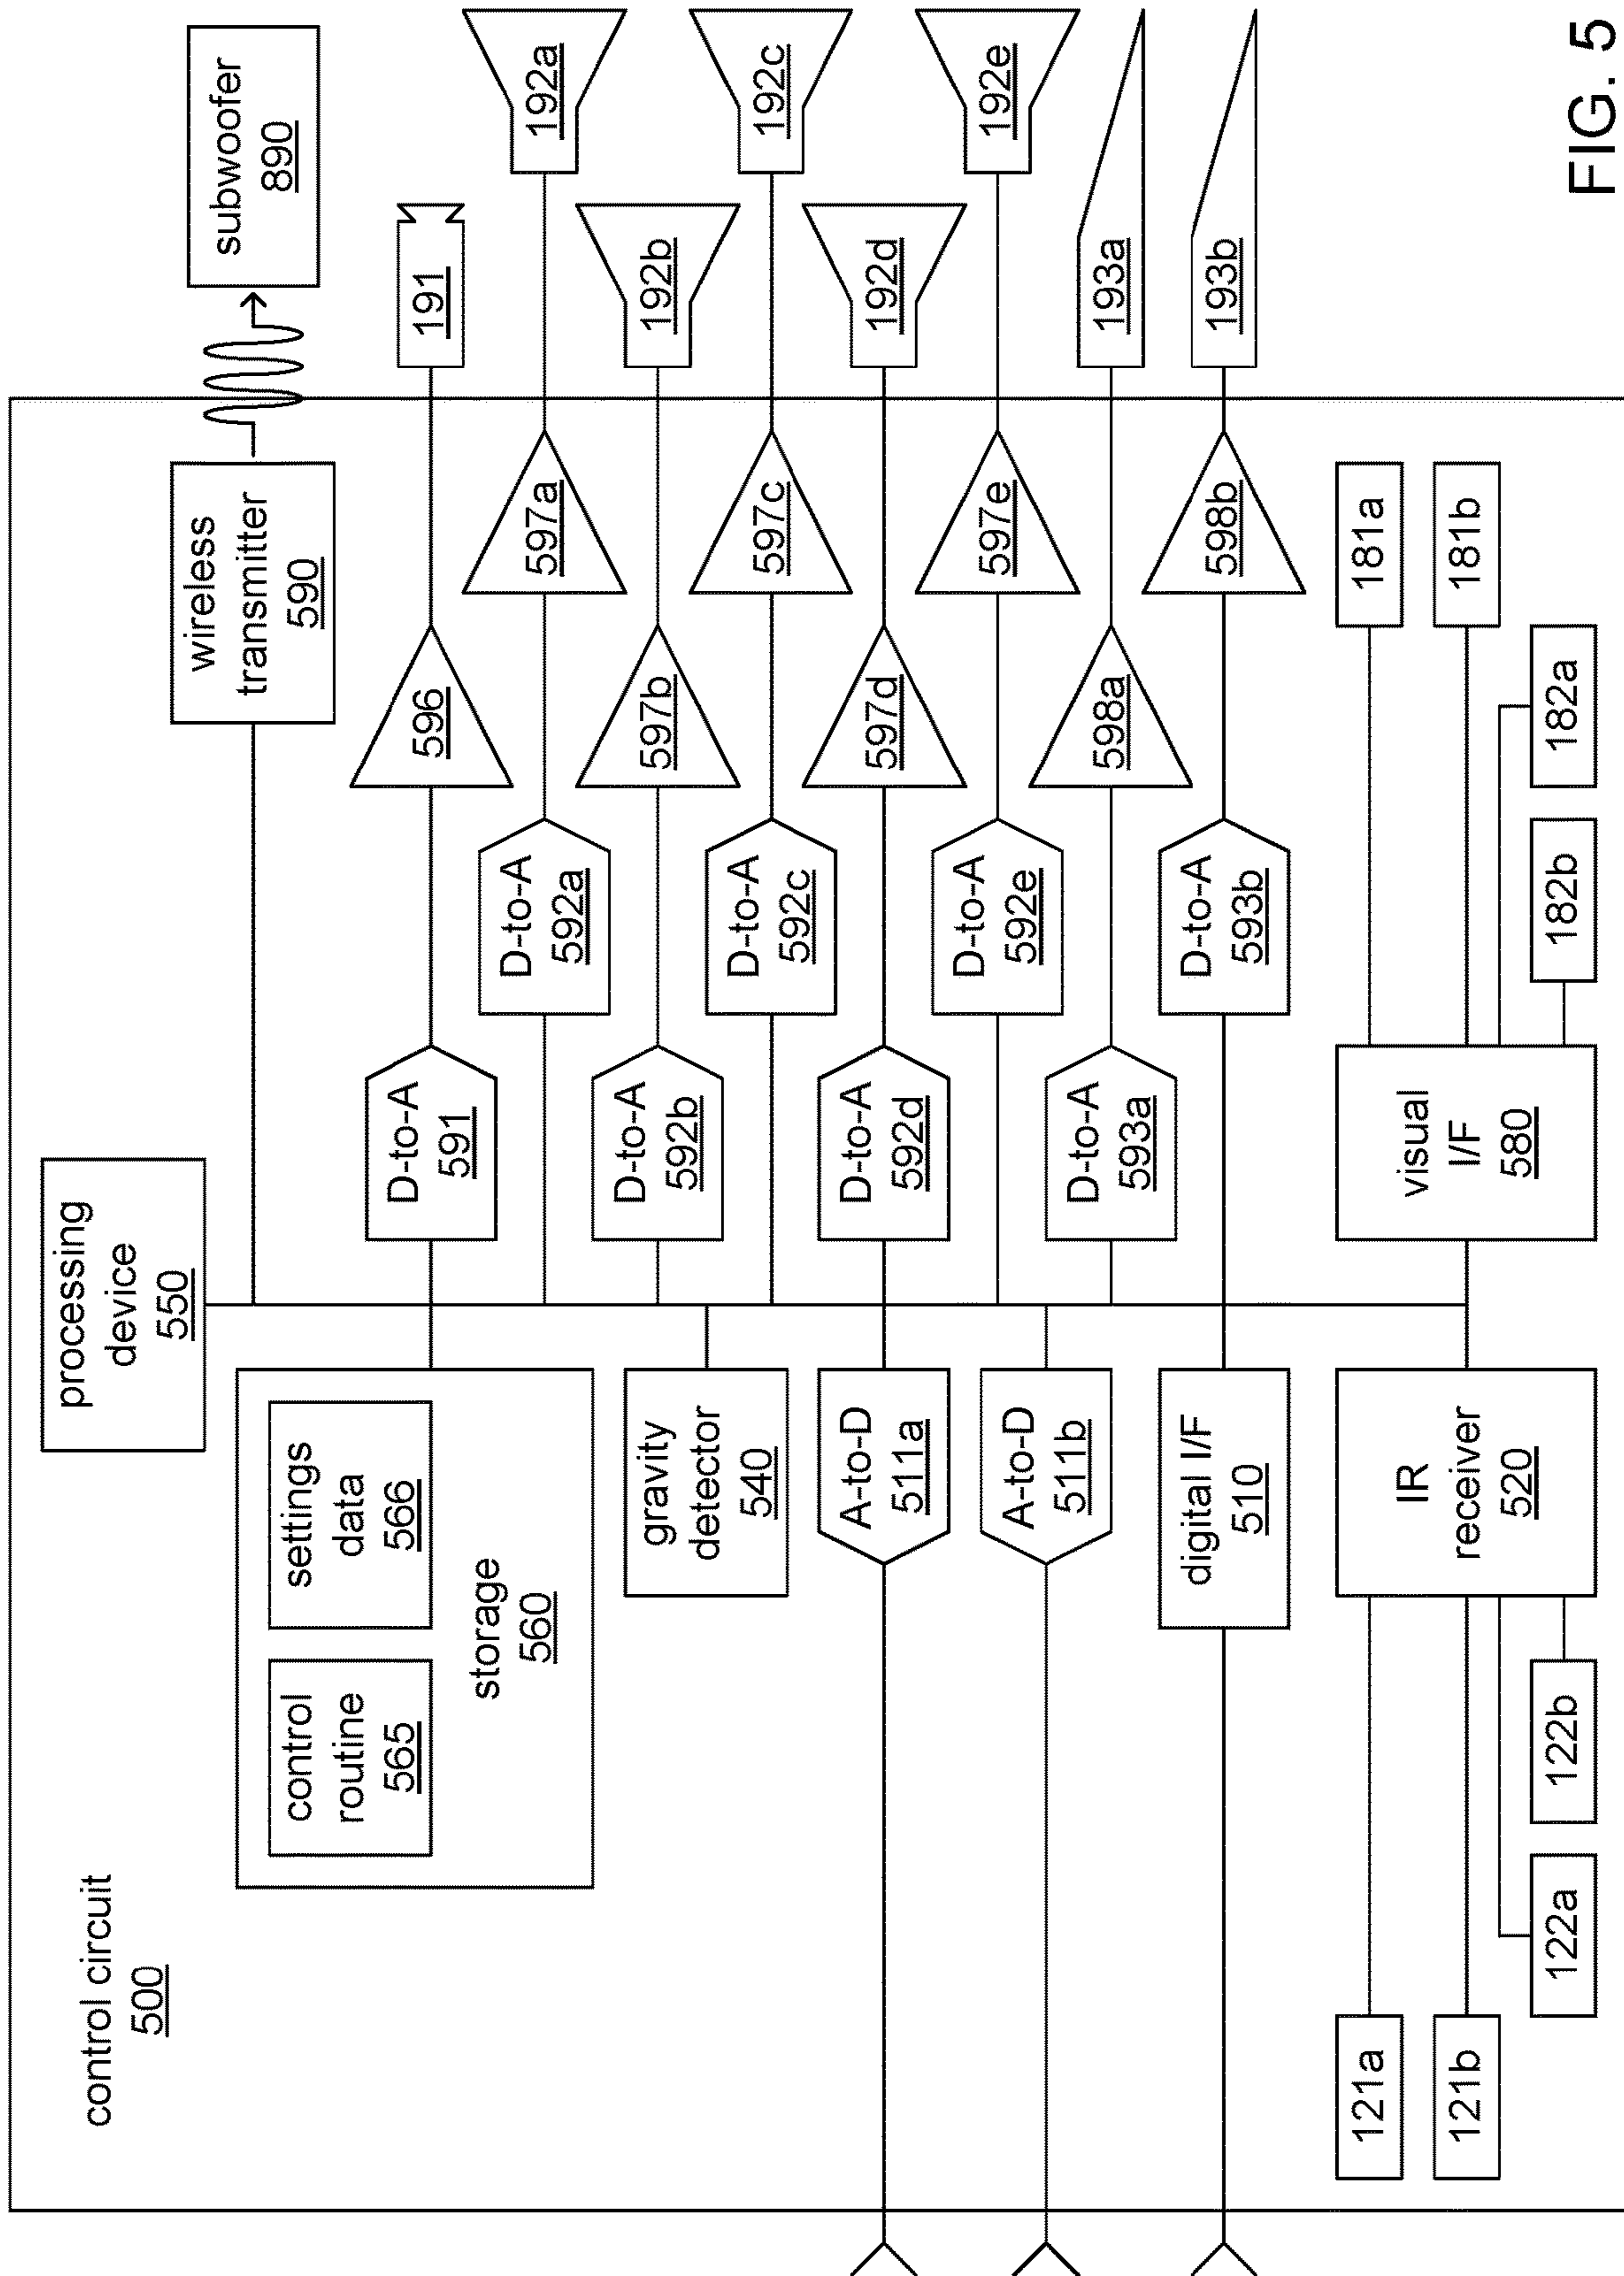 control circuit
500
processing
device
550
control
routine
565
settings
data
566
storage
560
wireless
transmitter
590
subwoofer
890
D-to-A
591
596
191
D-to-A
592a
597a
192a
D-to-A
592b
597b
192b
gravity
detector
540
D-to-A
592c
597c
192c
A-to-D
511a
D-to-A
592d
597d
192d
D-to-A
592e
597e
192e
A-to-D
511b
D-to-A
593a
598a
193a
digital I/F
510
D-to-A
593b
598b
193b
121a
121b
122a
122b
IR
receiver
520
visual
I/F
580
182b
182a
181a
181b
FIG. 5